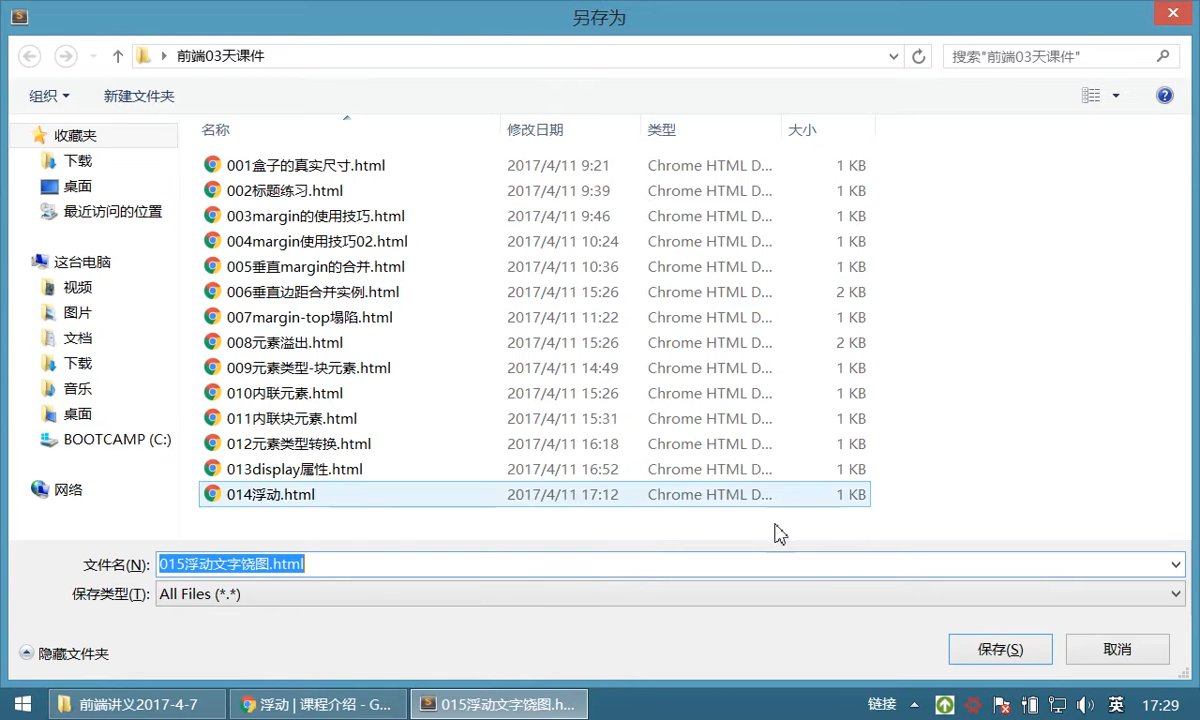 另存为
前端03天课件
搜索"前端03天课件"
组织
新建文件夹
收藏夹
下载
桌面
最近访问的位置
这台电脑
视频
图片
文档
下载
音乐
桌面
BOOTCAMP (C:)
网络
名称 修改日期 类型 大小
001盒子的真实尺寸.html 2017/4/11 9:21 Chrome HTML D... 1 KB
002标题练习.html 2017/4/11 9:39 Chrome HTML D... 1 KB
003margin的使用技巧.html 2017/4/11 9:46 Chrome HTML D... 1 KB
004margin使用技巧02.html 2017/4/11 10:24 Chrome HTML D... 1 KB
005垂直margin的合并.html 2017/4/11 10:36 Chrome HTML D... 1 KB
006垂直边距合并实例.html 2017/4/11 15:26 Chrome HTML D... 2 KB
007margin-top塌陷.html 2017/4/11 11:22 Chrome HTML D... 1 KB
008元素溢出.html 2017/4/11 15:26 Chrome HTML D... 2 KB
009元素类型-块元素.html 2017/4/11 14:49 Chrome HTML D... 1 KB
010内联元素.html 2017/4/11 15:26 Chrome HTML D... 1 KB
011内联块元素.html 2017/4/11 15:31 Chrome HTML D... 1 KB
012元素类型转换.html 2017/4/11 16:18 Chrome HTML D... 1 KB
013display属性.html 2017/4/11 16:52 Chrome HTML D... 1 KB
014浮动.html 2017/4/11 17:12 Chrome HTML D... 1 KB
文件名(N): 015浮动文字饶图.html
保存类型(T): All Files (*.*)
隐藏文件夹
保存(S)
取消
前端讲义2017-4-7
浮动 | 课程介绍 - G...
015浮动文字饶图.h...
链接
英
17:29